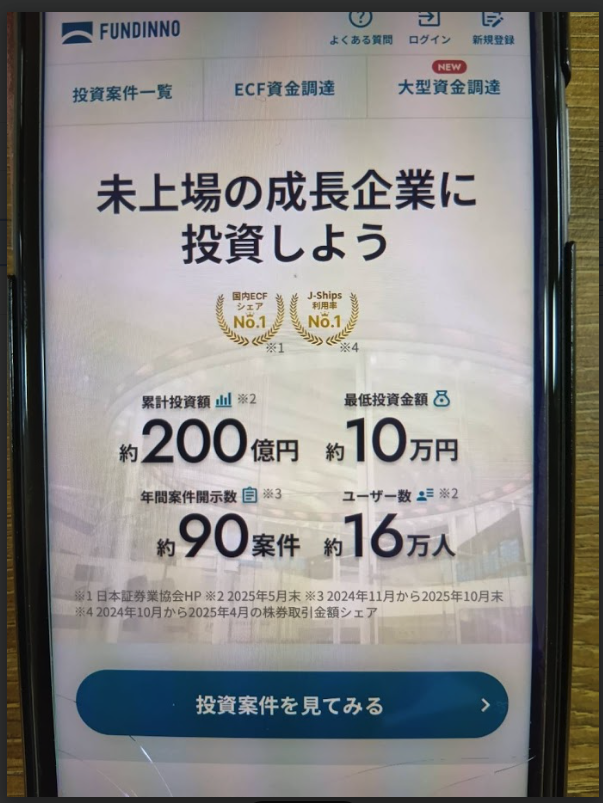 FUNDINNO
よくある質問 ログイン 新規登録
NEW
投資案件一覧 ECF資金調達 大型資金調達
未上場の成長企業に
投資しよう
国内ECF
シェア
No.1
※1
J-Ships
利用率
No.1
※4
累計投資額 ※2
約200億円
最低投資金額
約10万円
年間案件開示数 ※3
約90案件
ユーザー数 ※2
約16万人
※1 日本証券業協会HP ※2 2025年5月末 ※3 2024年11月から2025年10月末
※4 2024年10月から2025年4月の株券取引金額シェア
投資案件を見てみる